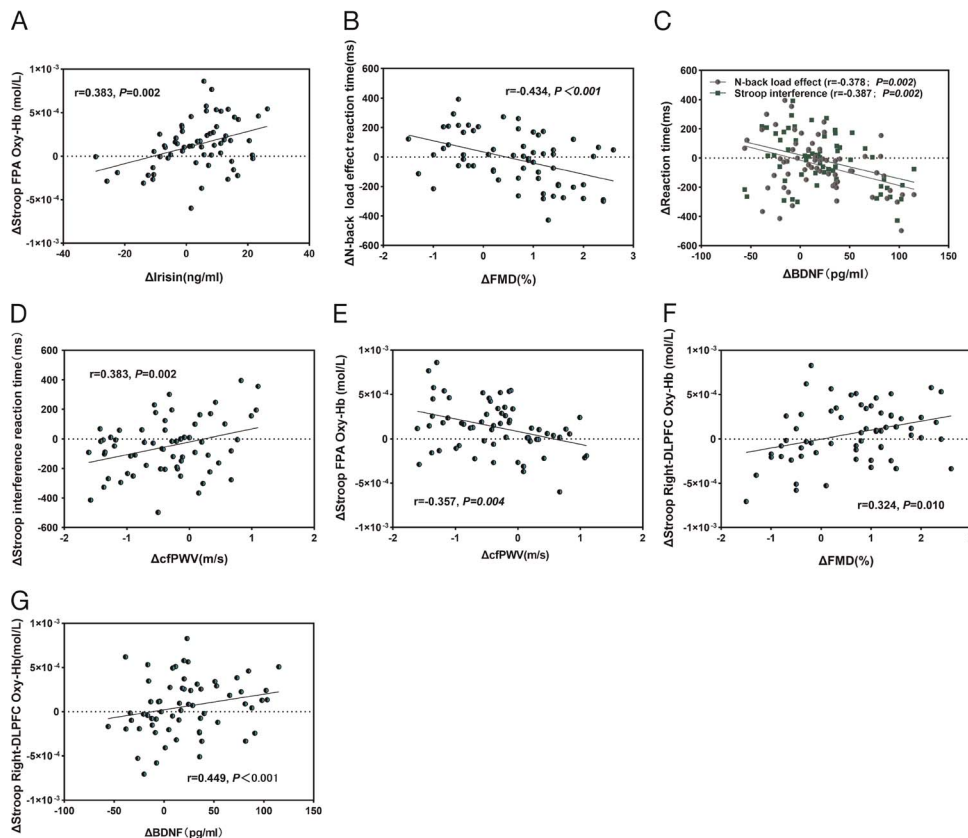 A
ΔStroop FPA Oxy-Hb (mol/L)
1×10⁻³
5×10⁻⁴
0
-5×10⁻⁴
-1×10⁻³
r=0.383, P=0.002
-40 -20 0 20 40
ΔIrisin(ng/ml)
B
ΔN-back load effect reaction time(ms)
600
400
200
0
-200
-400
-600
r=-0.434, P＜0.001
-2 -1 0 1 2 3
ΔFMD(%)
C
ΔReaction time(ms)
600
400
200
0
-200
-400
-600
N-back load effect (r=-0.378; P=0.002)
Stroop interference (r=-0.387; P=0.002)
-100 -50 0 50 100 150
ΔBDNF（pg/ml）
D
ΔStroop interference reaction time（ms）
600
400
200
0
-200
-400
-600
r=0.383, P=0.002
-2 -1 0 1 2
ΔcfPWV(m/s)
E
ΔStroop FPA Oxy-Hb (mol/L)
1×10⁻³
5×10⁻⁴
0
-5×10⁻⁴
-1×10⁻³
r=-0.357, P=0.004
-2 -1 0 1 2
ΔcfPWV(m/s)
F
ΔStroop Right-DLPFC Oxy-Hb (mol/L)
1×10⁻³
5×10⁻⁴
0
-5×10⁻⁴
-1×10⁻³
r=0.324, P=0.010
-2 -1 0 1 2 3
ΔFMD(%)
G
ΔStroop Right-DLPFC Oxy-Hb(mol/L)
1×10⁻³
5×10⁻⁴
0
-5×10⁻⁴
-1×10⁻³
r=0.449, P＜0.001
-100 -50 0 50 100 150
ΔBDNF（pg/ml）